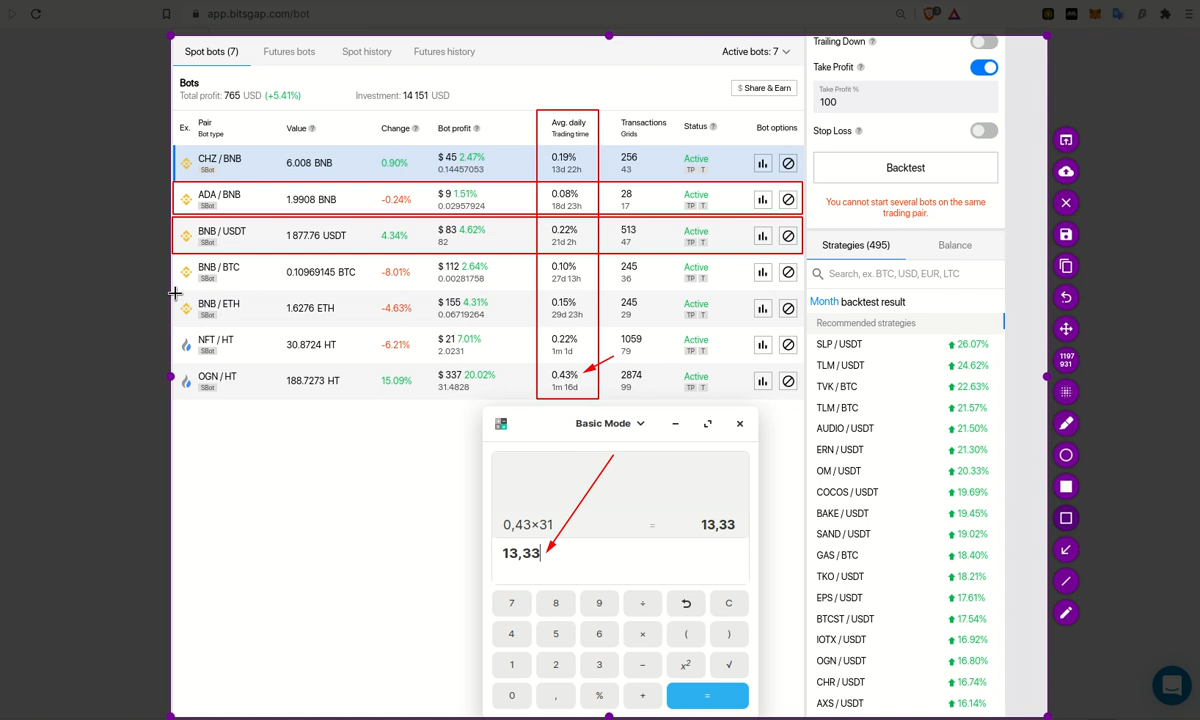 app.bitsgap.com/bot
Spot bots (7) Futures bots Spot history Futures history Active bots: 7
Bots
Total profit: 765 USD (+5.41%) Investment: 14 151 USD
$ Share & Earn
Ex. Pair Value Change Bot profit Avg. daily Transactions Status Bot options
Bot type Trading time Grids
CHZ / BNB 6.008 BNB 0.90% $ 45 2.47% 0.19% 256 Active
SBot 0.14457053 13d 22h 43 TP T
ADA / BNB 1.9908 BNB -0.24% $ 9 1.51% 0.08% 28 Active
SBot 0.02957924 18d 23h 17 TP T
BNB / USDT 1 877.76 USDT 4.34% $ 83 4.62% 0.22% 513 Active
SBot 82 21d 2h 47 TP T
BNB / BTC 0.10969145 BTC -8.01% $ 112 2.64% 0.10% 245 Active
SBot 0.00281758 27d 13h 36 TP T
BNB / ETH 1.6276 ETH -4.63% $ 155 4.31% 0.15% 245 Active
SBot 0.06719264 29d 23h 29 TP T
NFT / HT 30.8724 HT -6.21% $ 21 7.01% 0.22% 1059 Active
SBot 2.0231 1m 1d 79 TP T
OGN / HT 188.7273 HT 15.09% $ 337 20.02% 0.43% 2874 Active
SBot 31.4828 1m 16d 99 TP T
Basic Mode
0,43×31 = 13,33
13,33
7 8 9 ÷ C
4 5 6 × ( )
1 2 3 − x² √
0 , % + =
Trailing Down
Take Profit
Take Profit %
100
Stop Loss
Backtest
You cannot start several bots on the same
trading pair.
Strategies (495) Balance
Search, ex. BTC, USD, EUR, LTC
Month backtest result
Recommended strategies
SLP / USDT 26.07%
TLM / USDT 24.62%
TVK / BTC 22.63%
TLM / BTC 21.57%
AUDIO / USDT 21.50%
ERN / USDT 21.30%
OM / USDT 20.33%
COCOS / USDT 19.69%
BAKE / USDT 19.45%
SAND / USDT 19.02%
GAS / BTC 18.40%
TKO / USDT 18.21%
EPS / USDT 17.61%
BTCST / USDT 17.54%
IOTX / USDT 16.92%
OGN / USDT 16.80%
CHR / USDT 16.74%
AXS / USDT 16.14%
1197
931